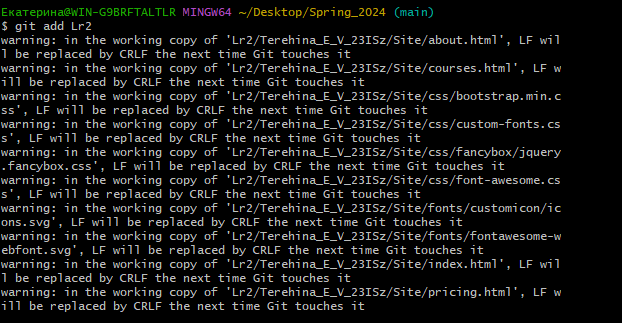 Екатерина@WIN-G9BRFTALTLR MINGW64 ~/Desktop/Spring_2024 (main)
$ git add Lr2
warning: in the working copy of 'Lr2/Terehina_E_V_23ISz/Site/about.html', LF wil
l be replaced by CRLF the next time Git touches it
warning: in the working copy of 'Lr2/Terehina_E_V_23ISz/Site/courses.html', LF w
ill be replaced by CRLF the next time Git touches it
warning: in the working copy of 'Lr2/Terehina_E_V_23ISz/Site/css/bootstrap.min.c
ss', LF will be replaced by CRLF the next time Git touches it
warning: in the working copy of 'Lr2/Terehina_E_V_23ISz/Site/css/custom-fonts.cs
s', LF will be replaced by CRLF the next time Git touches it
warning: in the working copy of 'Lr2/Terehina_E_V_23ISz/Site/css/fancybox/jquery
.fancybox.css', LF will be replaced by CRLF the next time Git touches it
warning: in the working copy of 'Lr2/Terehina_E_V_23ISz/Site/css/font-awesome.cs
s', LF will be replaced by CRLF the next time Git touches it
warning: in the working copy of 'Lr2/Terehina_E_V_23ISz/Site/fonts/customicon/ic
ons.svg', LF will be replaced by CRLF the next time Git touches it
warning: in the working copy of 'Lr2/Terehina_E_V_23ISz/Site/fonts/fontawesome-w
ebfont.svg', LF will be replaced by CRLF the next time Git touches it
warning: in the working copy of 'Lr2/Terehina_E_V_23ISz/Site/index.html', LF wil
l be replaced by CRLF the next time Git touches it
warning: in the working copy of 'Lr2/Terehina_E_V_23ISz/Site/pricing.html', LF w
ill be replaced by CRLF the next time Git touches it